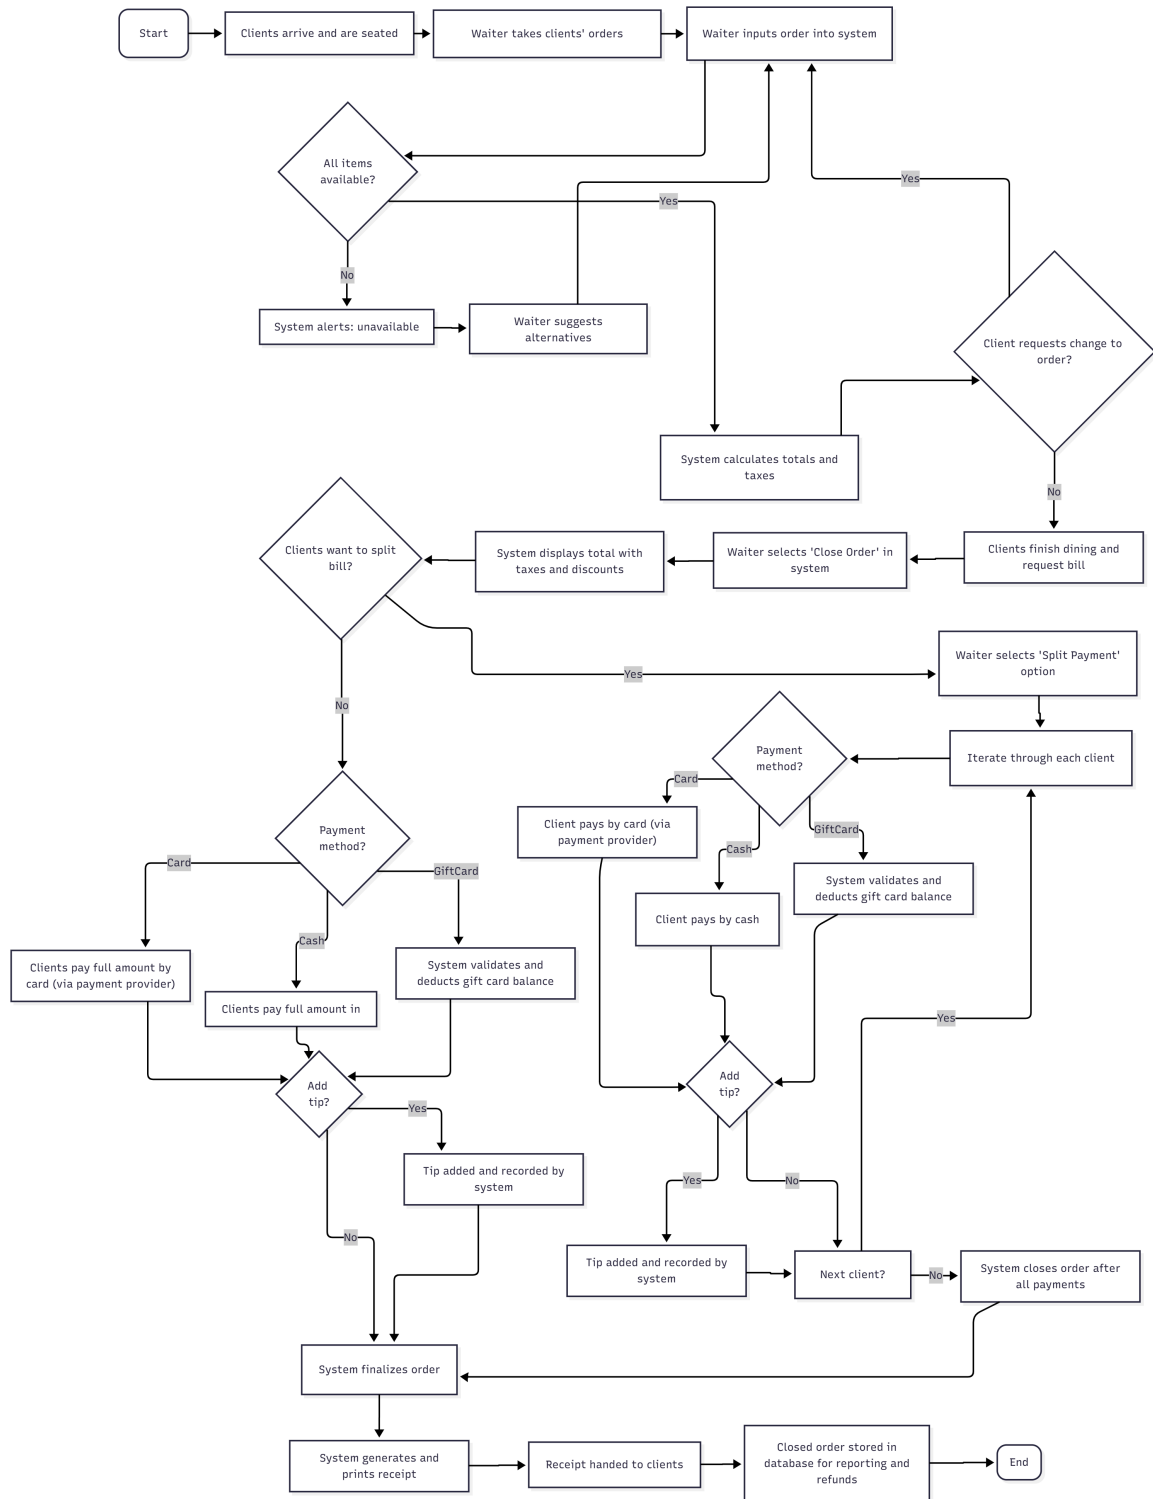 Start
Clients arrive and are seated
Waiter takes clients' orders
Waiter inputs order into system
All items
available?
Yes
Yes
No
System alerts: unavailable
Waiter suggests
alternatives
Client requests change to
order?
System calculates totals and
taxes
No
Clients finish dining and
request bill
Waiter selects 'Close Order' in
system
System displays total with
taxes and discounts
Clients want to split
bill?
Yes
No
Waiter selects 'Split Payment'
option
Iterate through each client
Payment
method?
Card
Cash
GiftCard
Client pays by card (via
payment provider)
Client pays by cash
System validates and
deducts gift card balance
Payment
method?
Card
Cash
GiftCard
Clients pay full amount by
card (via payment provider)
Clients pay full amount in
System validates and
deducts gift card balance
Add
tip?
Yes
No
Tip added and recorded by
system
Add
tip?
Yes
No
Tip added and recorded by
system
Next client?
Yes
No
System closes order after
all payments
System finalizes order
System generates and
prints receipt
Receipt handed to clients
Closed order stored in
database for reporting and
refunds
End